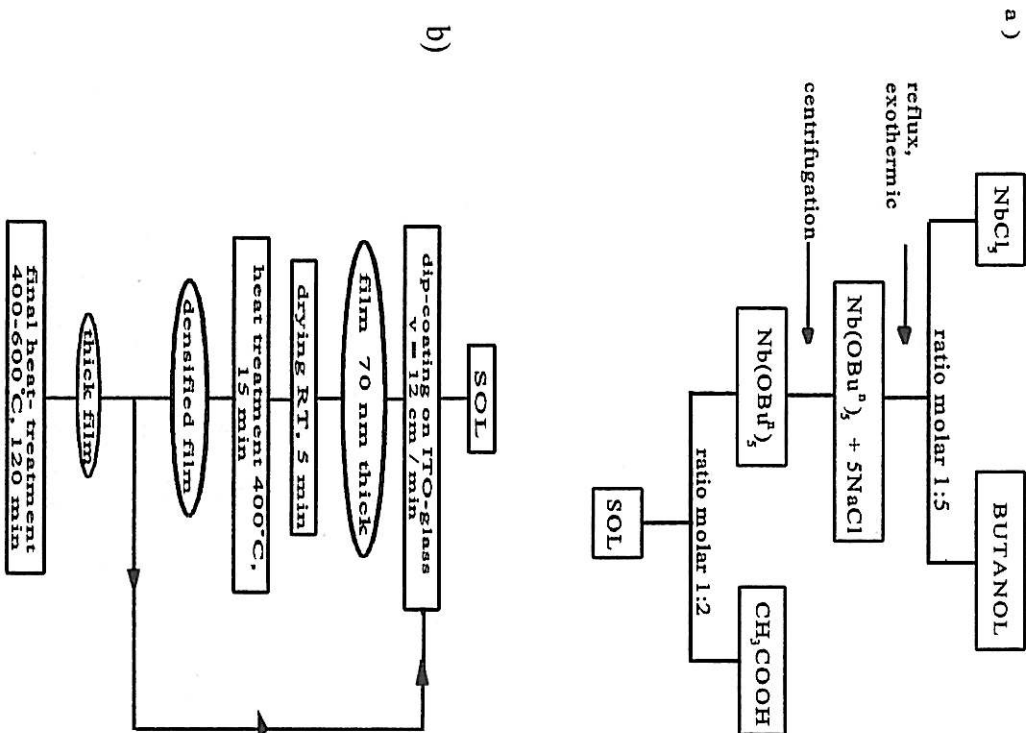 a )
NbCl₅
BUTANOL
reflux,
exothermic
ratio molar 1:5
Nb(OBuⁿ)₅ + 5NaCl
centrifugation
Nb(OBuⁿ)₅
CH₃COOH
ratio molar 1:2
SOL
b)
SOL
dip-coating on ITO-glass
v = 12 cm/min
film 70 nm thick
drying RT, 5 min
heat treatment 400°C,
15 min
densified film
thick film
final heat- treatment
400-600°C, 120 min